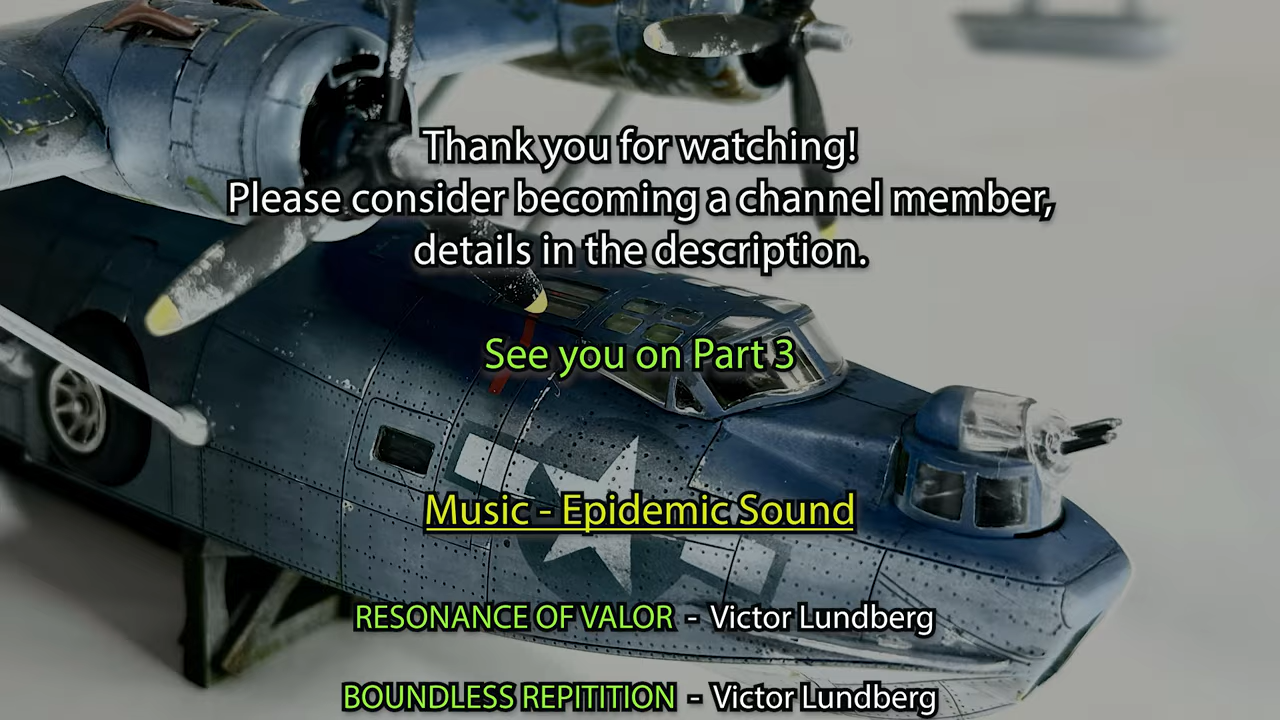 Thank you for watching!
Please consider becoming a channel member,
details in the description.
See you on Part 3
Music - Epidemic Sound
RESONANCE OF VALOR - Victor Lundberg
BOUNDLESS REPITITION - Victor Lundberg